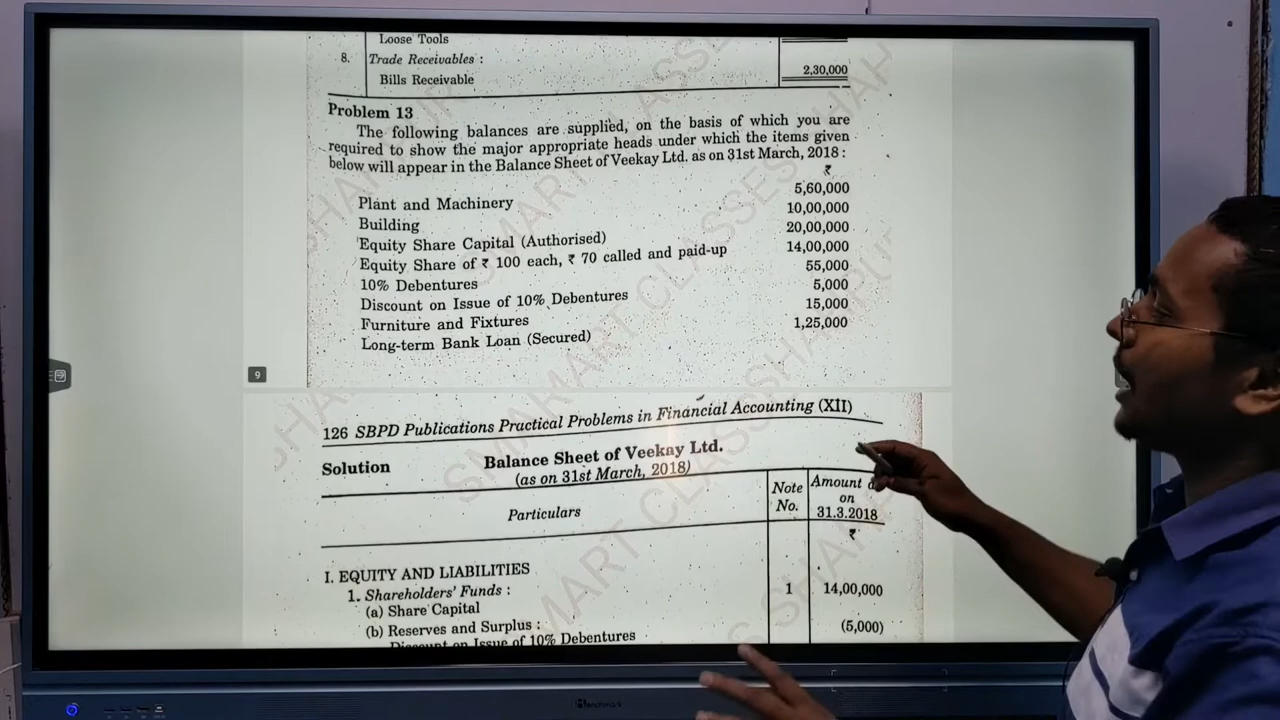 Loose Tools
8. Trade Receivables :
Bills Receivable 2,30,000
Problem 13
The following balances are supplied, on the basis of which you are
required to show the major appropriate heads under which the items given
below will appear in the Balance Sheet of Veekay Ltd. as on 31st March, 2018 :
₹
Plant and Machinery 5,60,000
Building 10,00,000
Equity Share Capital (Authorised) 20,00,000
Equity Share of ₹ 100 each, ₹ 70 called and paid-up 14,00,000
10% Debentures 55,000
Discount on Issue of 10% Debentures 5,000
Furniture and Fixtures 15,000
Long-term Bank Loan (Secured) 1,25,000
9
126 SBPD Publications Practical Problems in Financial Accounting (XII)
Solution Balance Sheet of Veekay Ltd.
(as on 31st March, 2018)
Particulars Note No. Amount on 31.3.2018
₹
I. EQUITY AND LIABILITIES
1. Shareholders' Funds :
(a) Share Capital 1 14,00,000
(b) Reserves and Surplus :
Discount on Issue of 10% Debentures (5,000)
SMART CLASSES SHAHPUR
Benchmark